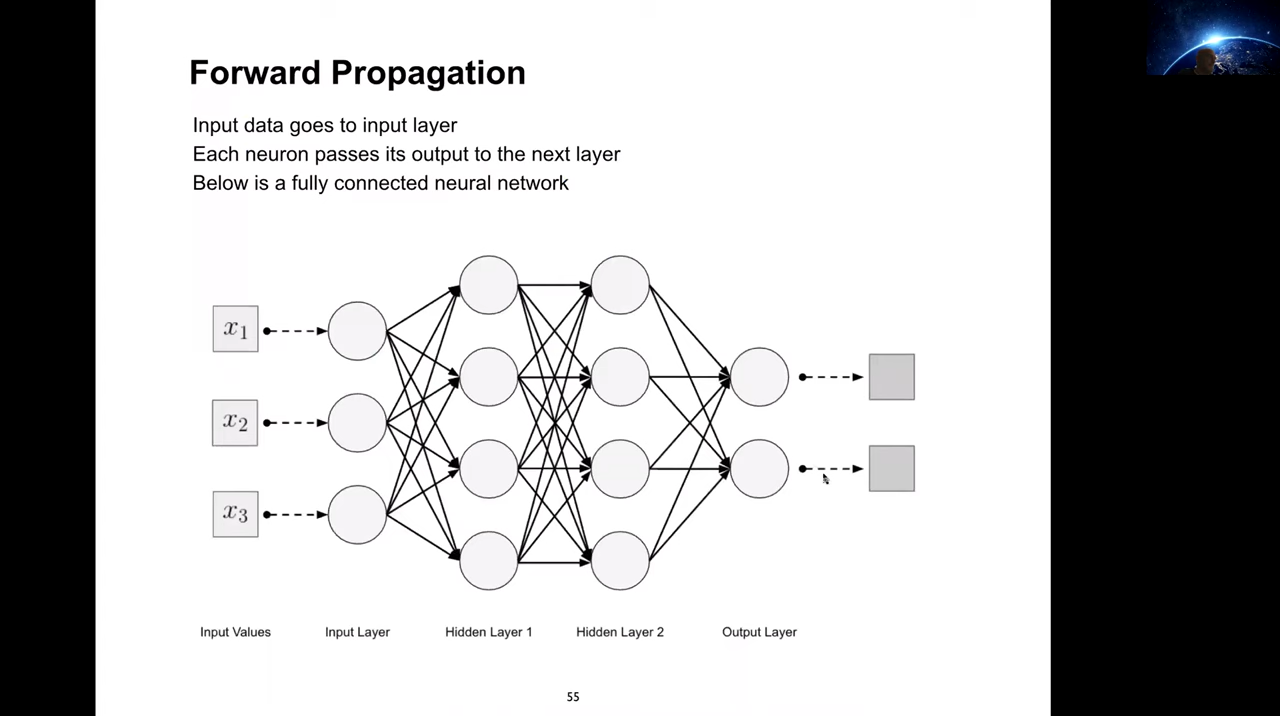 Forward Propagation
Input data goes to input layer
Each neuron passes its output to the next layer
Below is a fully connected neural network
x1
x2
x3
Input Values
Input Layer
Hidden Layer 1
Hidden Layer 2
Output Layer
55